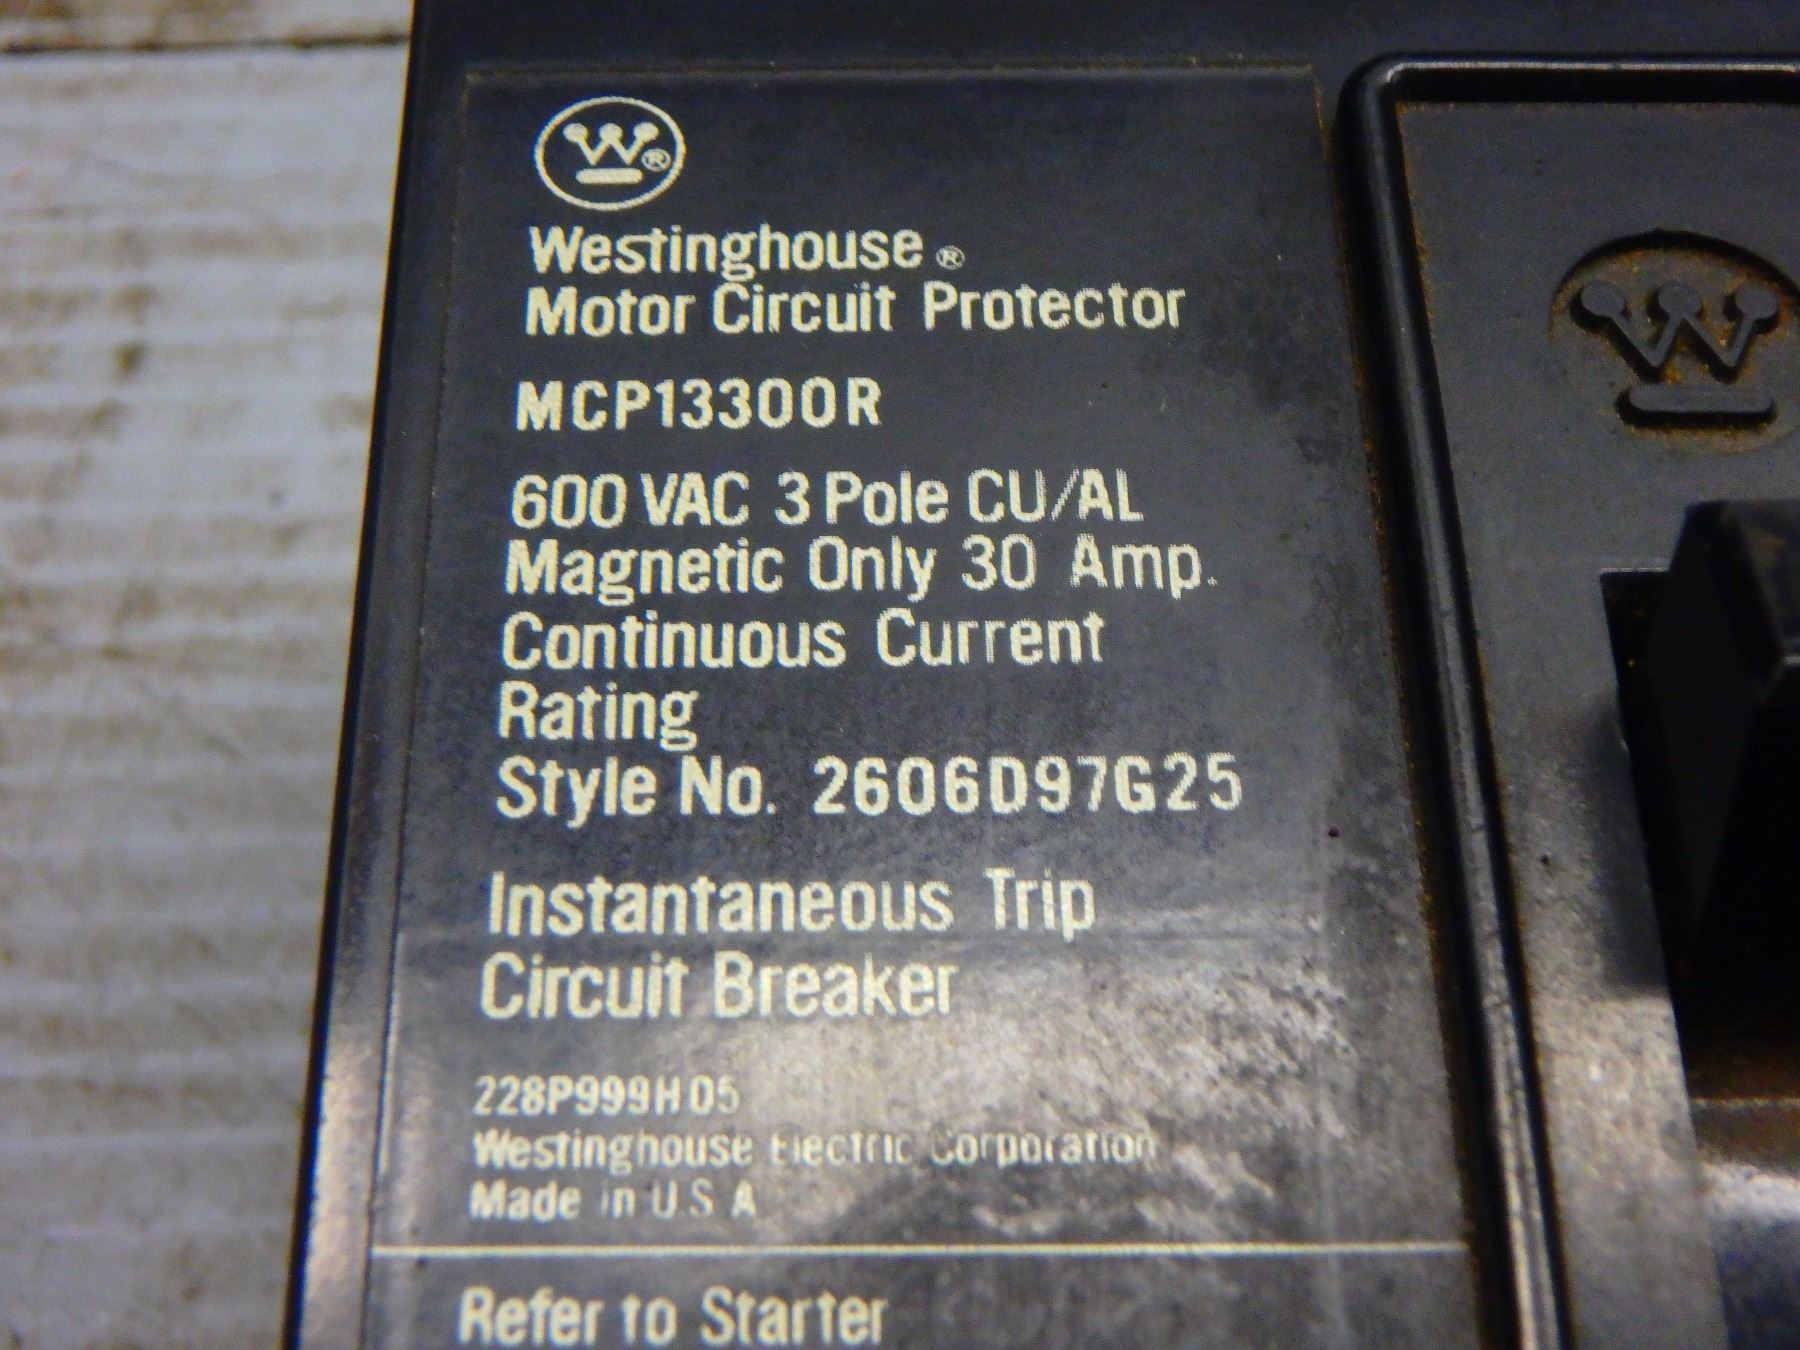 W®
Westinghouse®
Motor Circuit Protector
MCP13300R
600 VAC 3 Pole CU/AL
Magnetic Only 30 Amp.
Continuous Current
Rating
Style No. 2606D97G25
Instantaneous Trip
Circuit Breaker
228P999H05
Westinghouse Electric Corporation
Made in U.S.A
Refer to Starter
W